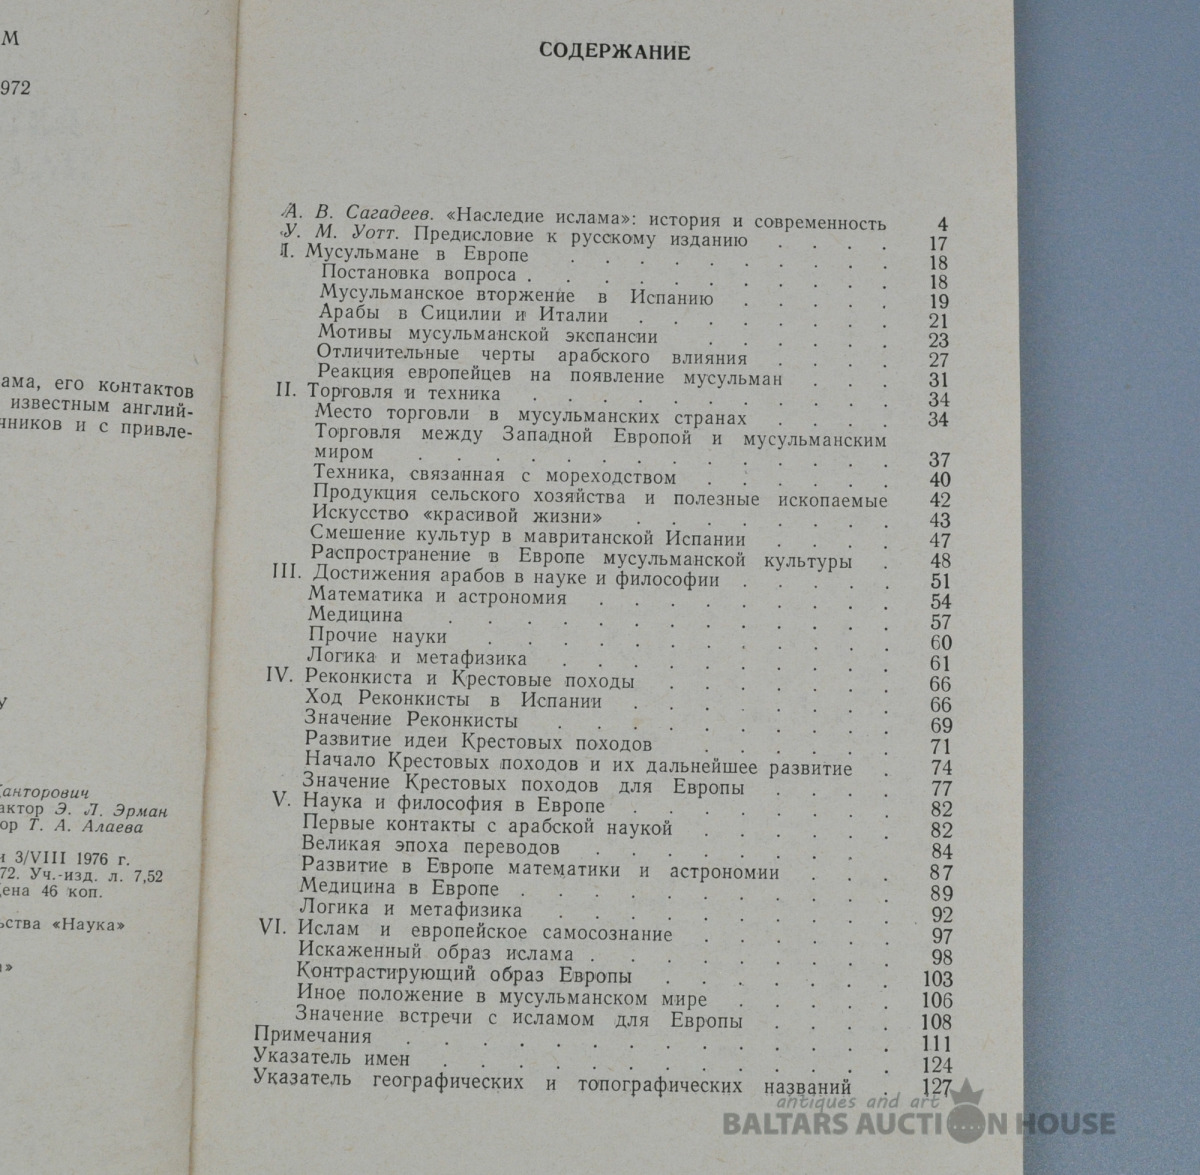 М
972
ама, его контактов
известным англий-
чников и с привле-
У
Канторович
актор Э. Л. Эрман
ор Т. А. Алаева
и 3/VIII 1976 г.
72. Уч.-изд. л. 7,52
Цена 46 коп.
ьства «Наука»
СОДЕРЖАНИЕ
А. В. Сагадеев. «Наследие ислама»: история и современность 4
У. М. Уотт. Предисловие к русскому изданию . . . . 17
I. Мусульмане в Европе . . . . . . . . . 18
Постановка вопроса . . . . . . . . . . 18
Мусульманское вторжение в Испанию . . . . . 19
Арабы в Сицилии и Италии . . . . . . . 21
Мотивы мусульманской экспансии . . . . . . 23
Отличительные черты арабского влияния . . . . 27
Реакция европейцев на появление мусульман . . . 31
II. Торговля и техника . . . . . . . . . . 34
Место торговли в мусульманских странах . . . . 34
Торговля между Западной Европой и мусульманским
миром . . . . . . . . . . . . . 37
Техника, связанная с мореходством . . . . . . 40
Продукция сельского хозяйства и полезные ископаемые 42
Искусство «красивой жизни» . . . . . . . 43
Смешение культур в мавританской Испании . . . . 47
Распространение в Европе мусульманской культуры . 48
III. Достижения арабов в науке и философии . . . . . 51
Математика и астрономия . . . . . . . . 54
Медицина . . . . . . . . . . . . 57
Прочие науки . . . . . . . . . . . 60
Логика и метафизика . . . . . . . . . 61
IV. Реконкиста и Крестовые походы . . . . . . 66
Ход Реконкисты в Испании . . . . . . . 66
Значение Реконкисты . . . . . . . . . 69
Развитие идеи Крестовых походов . . . . . 71
Начало Крестовых походов и их дальнейшее развитие . 74
Значение Крестовых походов для Европы . . . . 77
V. Наука и философия в Европе . . . . . . . 82
Первые контакты с арабской наукой . . . . . . 82
Великая эпоха переводов . . . . . . . . 84
Развитие в Европе математики и астрономии . . . 87
Медицина в Европе . . . . . . . . . . 89
Логика и метафизика . . . . . . . . . 92
VI. Ислам и европейское самосознание . . . . . 97
Искаженный образ ислама . . . . . . . . 98
Контрастирующий образ Европы . . . . . . 103
Иное положение в мусульманском мире . . . . 106
Значение встречи с исламом для Европы . . . . 108
Примечания . . . . . . . . . . . . . 111
Указатель имен . . . . . . . . . . . . 124
Указатель географических и топографических названий . 127
antiques and art
BALTARS AUCTION HOUSE